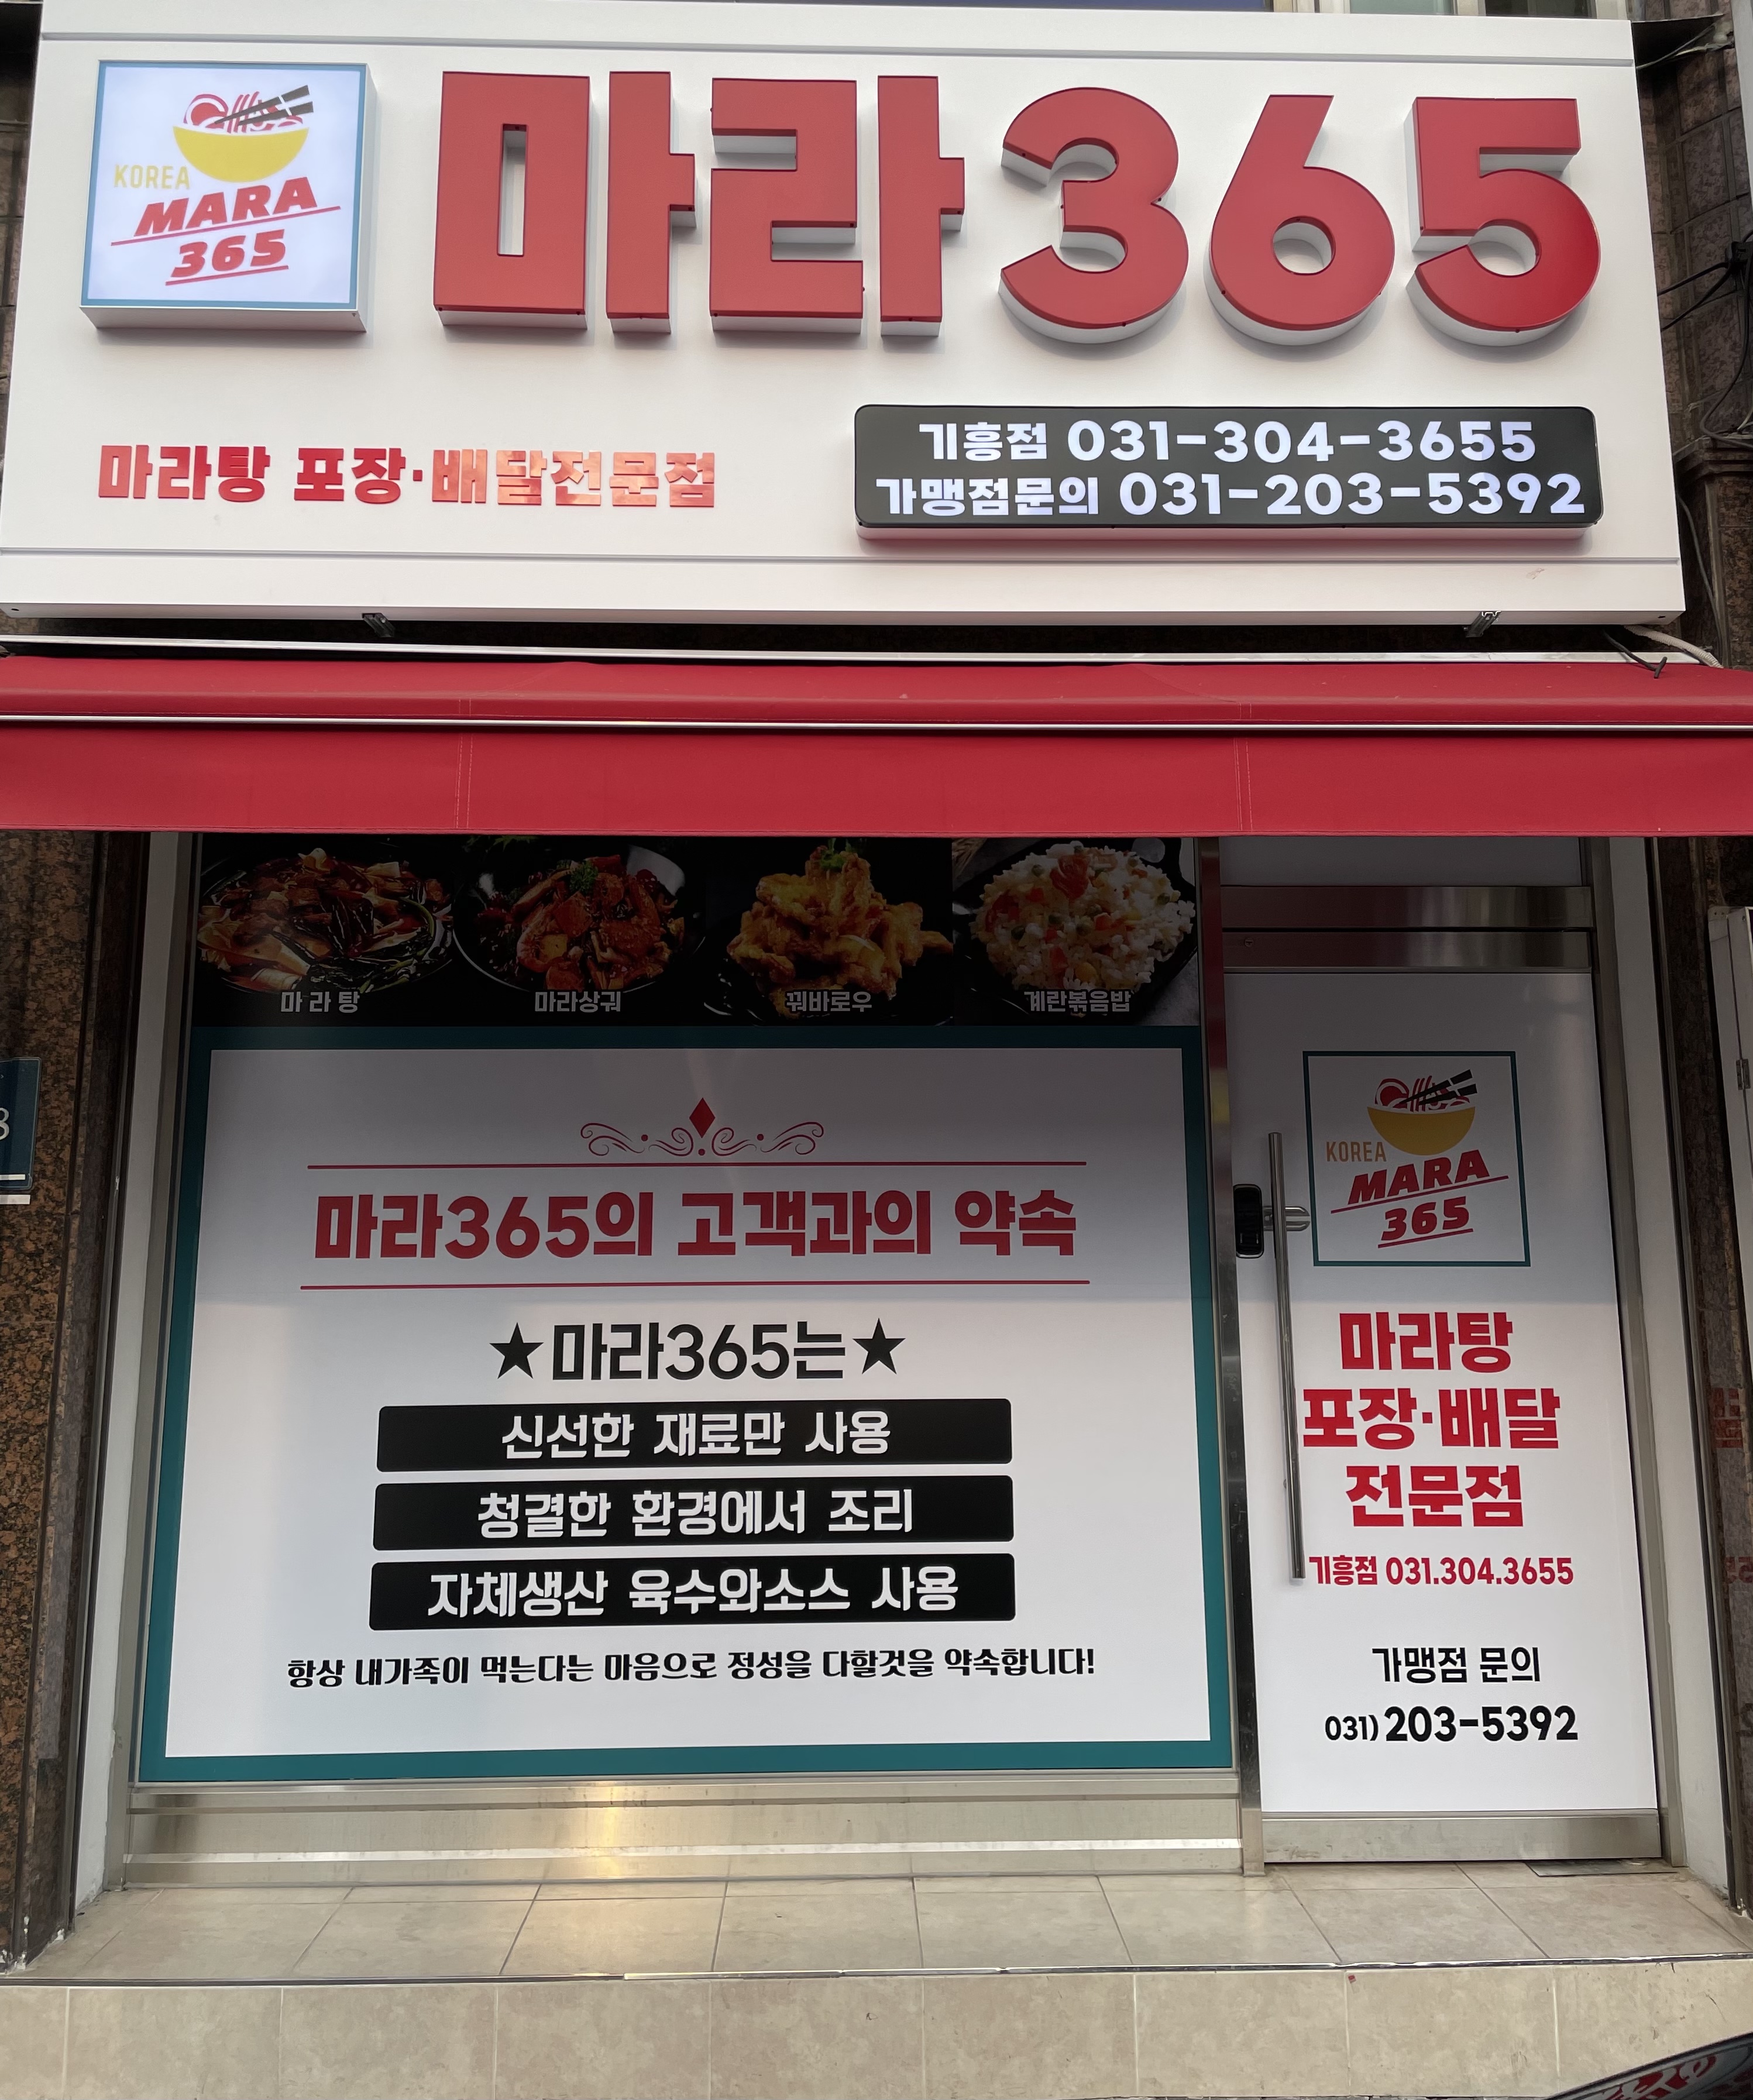 KOREA
MARA
365
마라365
마라탕 포장·배달전문점
기흥점 031-304-3655
가맹점문의 031-203-5392
마라탕
마라샹궈
꿔바로우
계란볶음밥
마라365의 고객과의 약속
★마라365는★
신선한 재료만 사용
청결한 환경에서 조리
자체생산 육수와소스 사용
항상 내가족이 먹는다는 마음으로 정성을 다할것을 약속합니다!
KOREA
MARA
365
마라탕
포장·배달
전문점
기흥점 031.304.3655
가맹점 문의
031) 203-5392